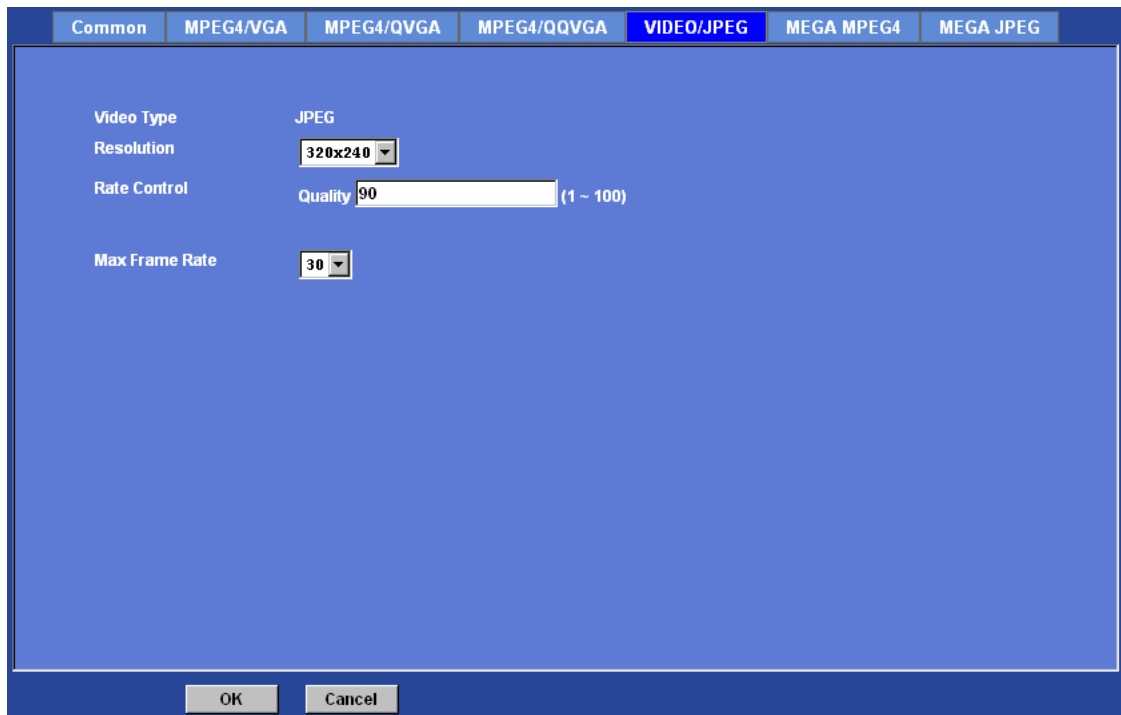 Common MPEG4/VGA MPEG4/QVGA MPEG4/QQVGA VIDEO/JPEG MEGA MPEG4 MEGA JPEG
Video Type JPEG
Resolution 320x240
Rate Control Quality 90 (1 ~ 100)
Max Frame Rate 30
OK Cancel